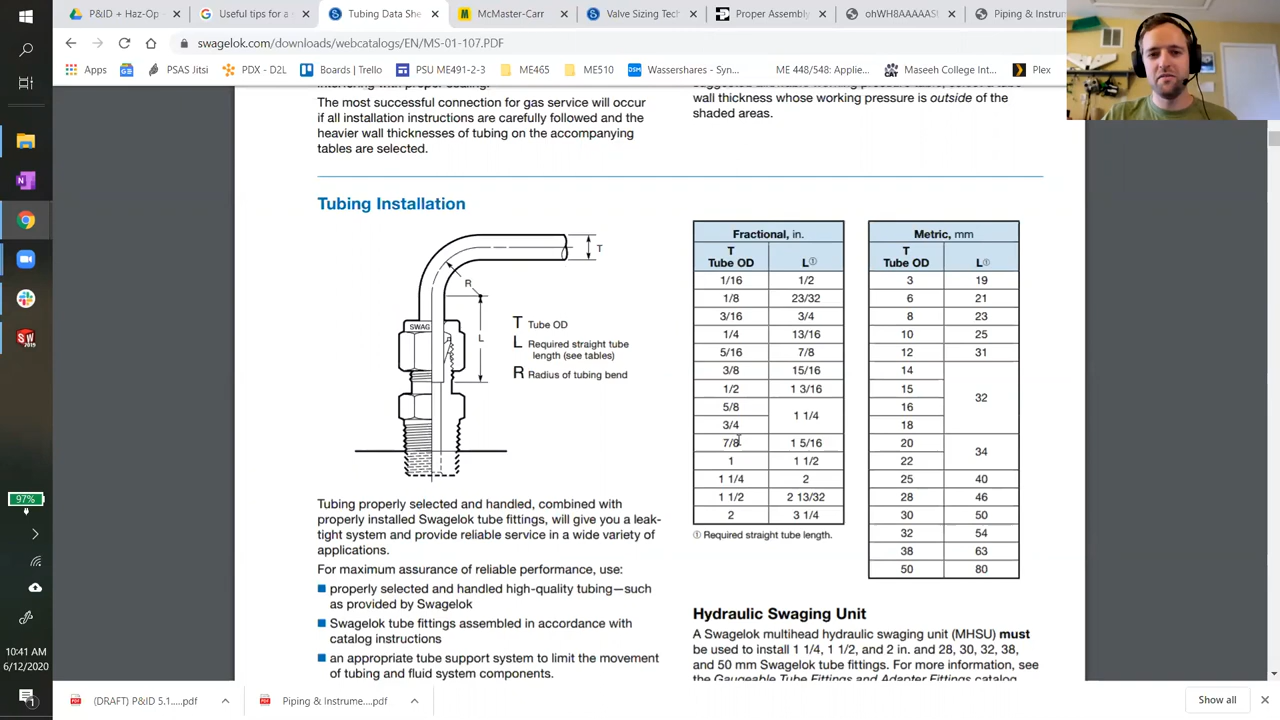 P&ID + Haz-Op
Useful tips for a
Tubing Data She
McMaster-Carr
Valve Sizing Tec
Proper Assembly
ohWH8AAAAAS
Piping & Instrum
swagelok.com/downloads/webcatalogs/EN/MS-01-107.PDF
Apps
PSAS Jitsi
PDX - D2L
Boards | Trello
PSU ME491-2-3
ME465
ME510
Wassershares - Syn...
ME 448/548: Applie...
Maseeh College Int...
Plex
interfering with proper sealing.
The most successful connection for gas service will occur
if all installation instructions are carefully followed and the
heavier wall thicknesses of tubing on the accompanying
tables are selected.
wall thickness whose working pressure is outside of the
shaded areas.
Tubing Installation
T
R
SWAG
L
T Tube OD
L Required straight tube
length (see tables)
R Radius of tubing bend
Fractional, in.
T
Tube OD L①
1/16 1/2
1/8 23/32
3/16 3/4
1/4 13/16
5/16 7/8
3/8 15/16
1/2 1 3/16
5/8
1 1/4
3/4
7/8 1 5/16
1 1 1/2
1 1/4 2
1 1/2 2 13/32
2 3 1/4
① Required straight tube length.
Metric, mm
T
Tube OD L①
3 19
6 21
8 23
10 25
12 31
14
15
32
16
18
20
34
22
25 40
28 46
30 50
32 54
38 63
50 80
Tubing properly selected and handled, combined with
properly installed Swagelok tube fittings, will give you a leak-
tight system and provide reliable service in a wide variety of
applications.
For maximum assurance of reliable performance, use:
properly selected and handled high-quality tubing—such
as provided by Swagelok
Swagelok tube fittings assembled in accordance with
catalog instructions
an appropriate tube support system to limit the movement
of tubing and fluid system components.
Hydraulic Swaging Unit
A Swagelok multihead hydraulic swaging unit (MHSU) must
be used to install 1 1/4, 1 1/2, and 2 in. and 28, 30, 32, 38,
and 50 mm Swagelok tube fittings. For more information, see
the Gaugeable Tube Fittings and Adapter Fittings catalog,
97%
10:41 AM
6/12/2020
(DRAFT) P&ID 5.1....pdf
Piping & Instrume....pdf
Show all